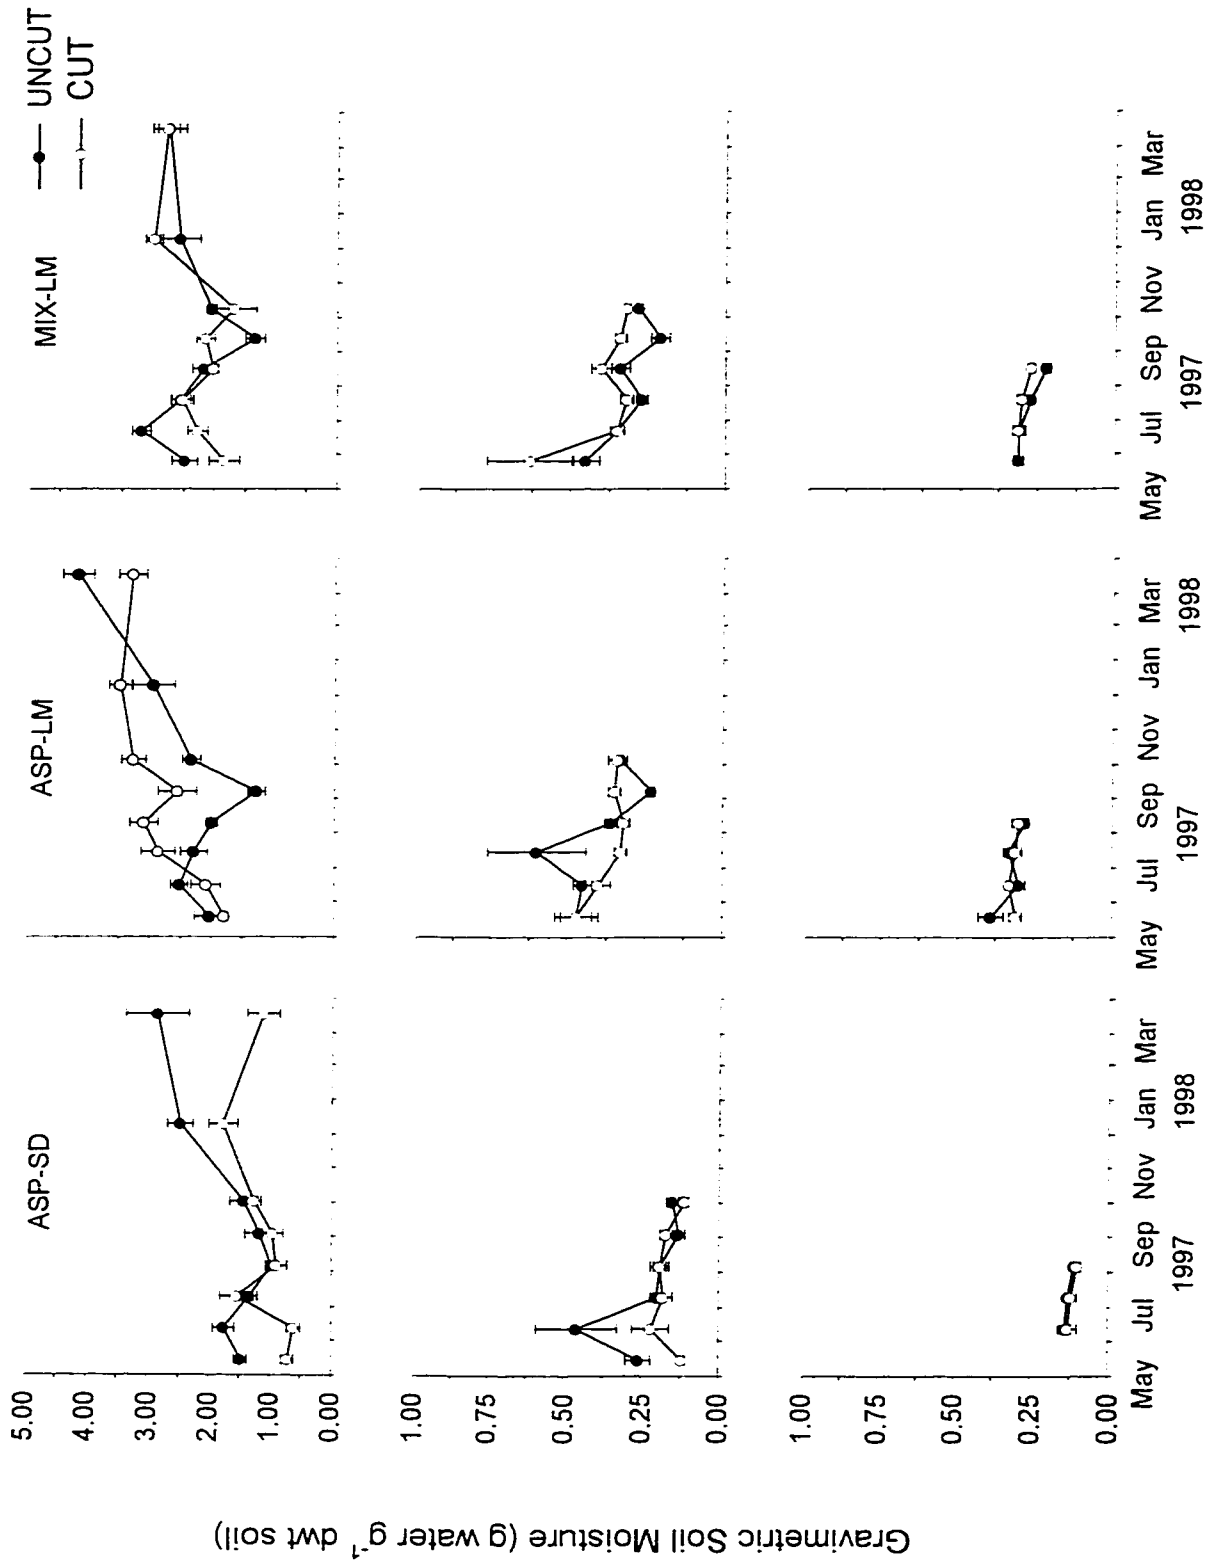 UNCUT
CUT
ASP-SD
ASP-LM
MIX-LM
Gravimetric Soil Moisture (g water g⁻¹ dwt soil)
5.00
4.00
3.00
2.00
1.00
0.00
1.00
0.75
0.50
0.25
0.00
1.00
0.75
0.50
0.25
0.00
May Jul Sep Nov Jan Mar
1997 1998
May Jul Sep Nov Jan Mar
1997 1998
May Jul Sep Nov Jan Mar
1997 1998